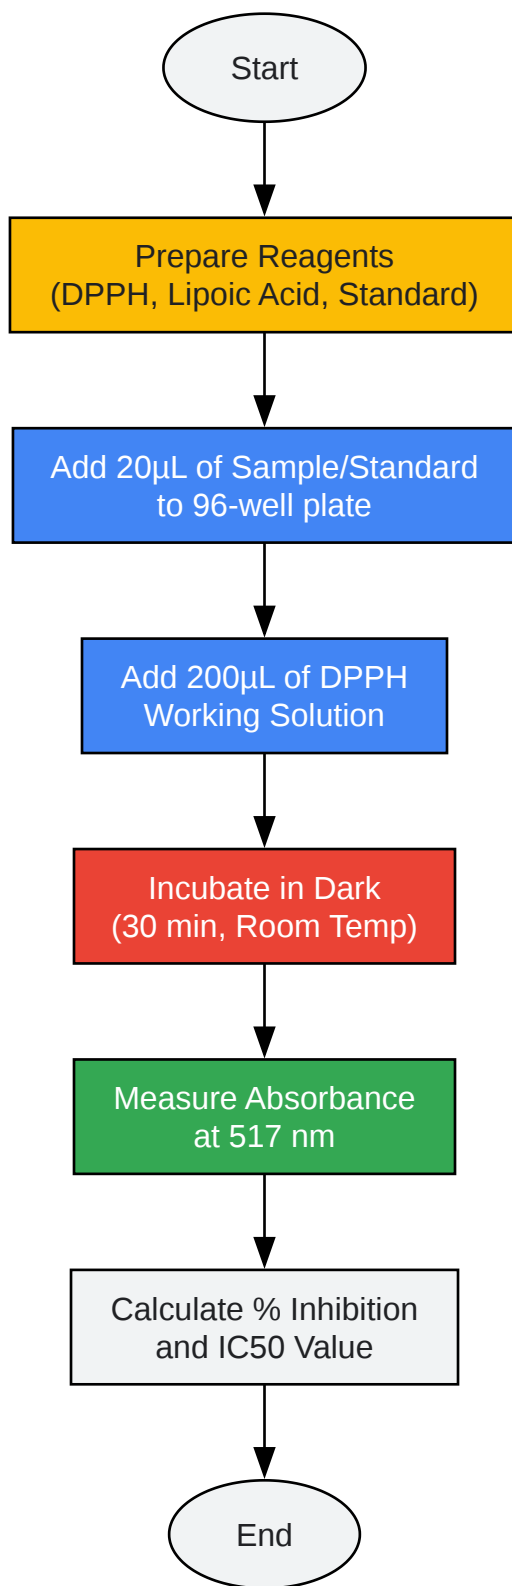 Start
Prepare Reagents
(DPPH, Lipoic Acid, Standard)
Add 20µL of Sample/Standard
to 96-well plate
Add 200µL of DPPH
Working Solution
Incubate in Dark
(30 min, Room Temp)
Measure Absorbance
at 517 nm
Calculate % Inhibition
and IC50 Value
End